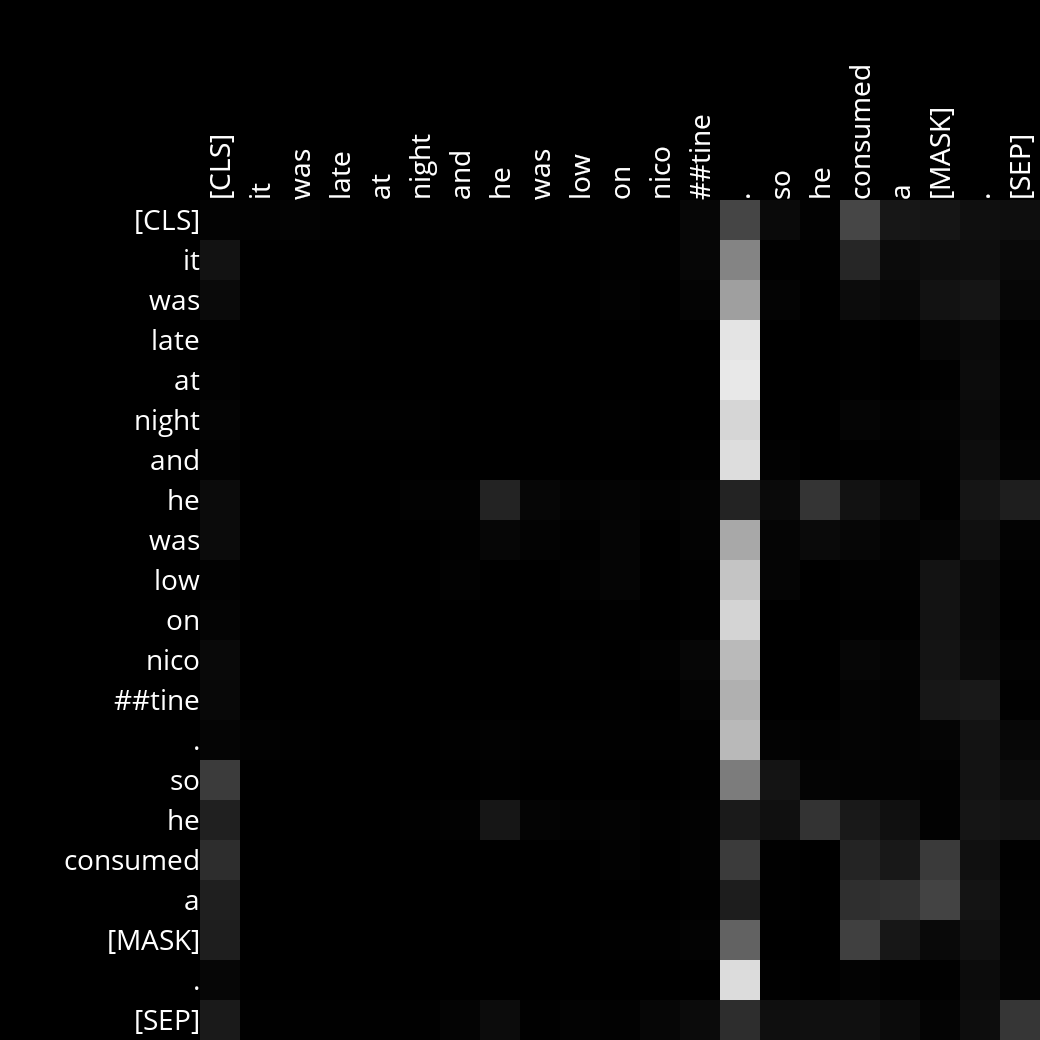 [CLS] it was late at night and he was low on nico ##tine . so he consumed a [MASK] . [SEP]
[CLS]
it
was
late
at
night
and
he
was
low
on
nico
##tine
.
so
he
consumed
a
[MASK]
.
[SEP]